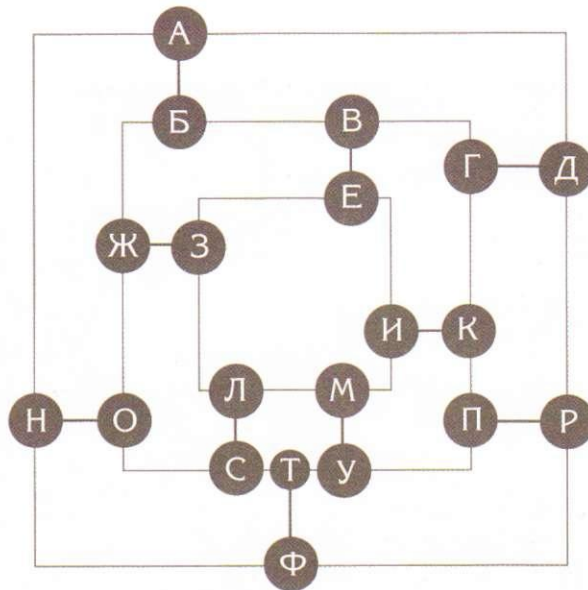 А
Б В
Г Д
Е
Ж З
И К
Л М
Н О П Р
С Т У
Ф